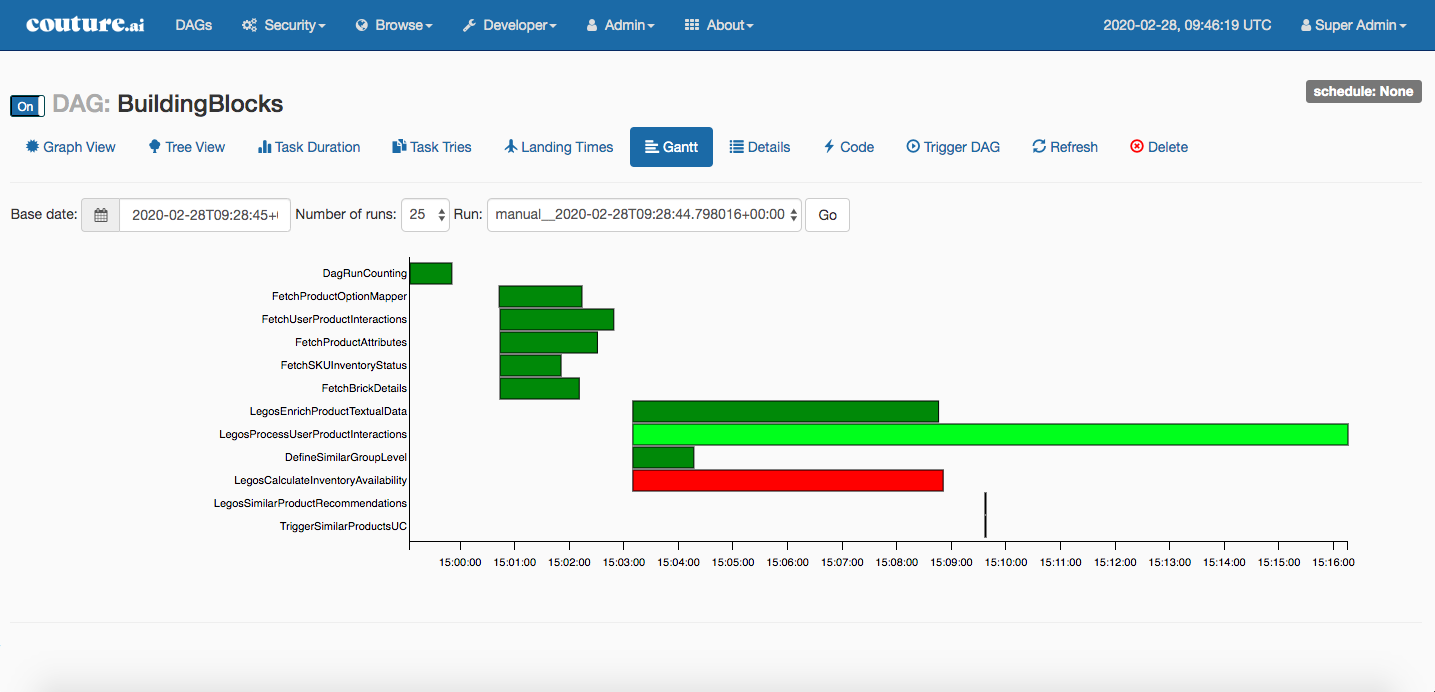 couture.ai DAGs Security Browse Developer Admin About 2020-02-28, 09:46:19 UTC Super Admin
schedule: None
On DAG: BuildingBlocks
Graph View Tree View Task Duration Task Tries Landing Times Gantt Details Code Trigger DAG Refresh Delete
Base date: 2020-02-28T09:28:45+ Number of runs: 25 Run: manual__2020-02-28T09:28:44.798016+00:00 Go
DagRunCounting
FetchProductOptionMapper
FetchUserProductInteractions
FetchProductAttributes
FetchSKUInventoryStatus
FetchBrickDetails
LegosEnrichProductTextualData
LegosProcessUserProductInteractions
DefineSimilarGroupLevel
LegosCalculateInventoryAvailability
LegosSimilarProductRecommendations
TriggerSimilarProductsUC
15:00:00 15:01:00 15:02:00 15:03:00 15:04:00 15:05:00 15:06:00 15:07:00 15:08:00 15:09:00 15:10:00 15:11:00 15:12:00 15:13:00 15:14:00 15:15:00 15:16:00